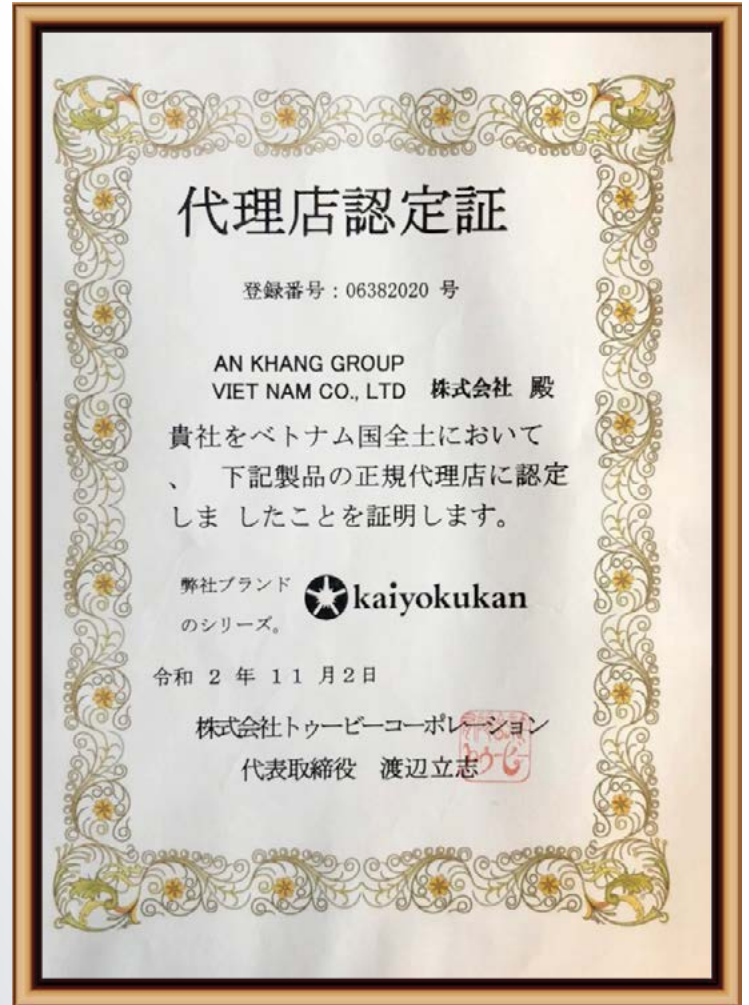 代理店認定証
登録番号：06382020 号
AN KHANG GROUP
VIET NAM CO., LTD 株式会社 殿
貴社をベトナム国全土において
、 下記製品の正規代理店に認定
しま したことを証明します。
弊社ブランド kaiyokukan
のシリーズ。
令和 2 年 11 月2日
株式会社トゥービーコーポレーション
代表取締役 渡辺立志